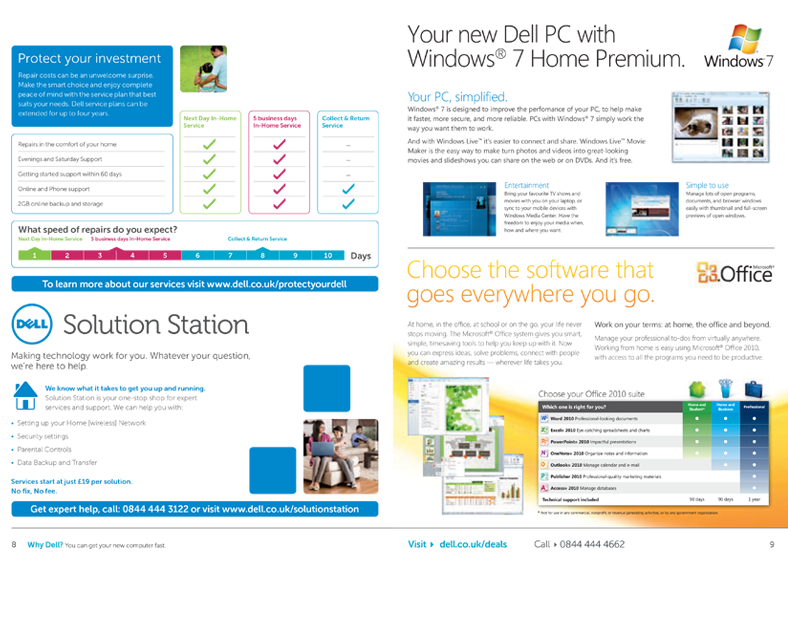 Protect your investment
Repair costs can be an unwelcome surprise.
Make the smart choice and enjoy complete
peace of mind with the service plan that best
suits your needs. Dell service plans can be
extended for up to four years.
Next Day In-Home
Service
5 business days
In-Home Service
Collect & Return
Service
Repairs in the comfort of your home
Evenings and Saturday Support
Getting started support within 60 days
Online and Phone support
2GB online backup and storage
What speed of repairs do you expect?
Next Day In-Home Service 5 business days In-Home Service Collect & Return Service
1 2 3 4 5 6 7 8 9 10 Days
To learn more about our services visit www.dell.co.uk/protectyourdell
DELL Solution Station
Making technology work for you. Whatever your question,
we're here to help.
We know what it takes to get you up and running.
Solution Station is your one-stop shop for expert
services and support. We can help you with:
• Setting up your Home [wireless] Network
• Security settings
• Parental Controls
• Data Backup and Transfer
Services start at just £19 per solution.
No fix, No fee.
Get expert help, call: 0844 444 3122 or visit www.dell.co.uk/solutionstation
8 Why Dell? You can get your new computer fast.
Your new Dell PC with
Windows® 7 Home Premium.
Windows 7
Your PC, simplified.
Windows® 7 is designed to improve the perfomance of your PC, to help make
it faster, more secure, and more reliable. PCs with Windows® 7 simply work the
way you want them to work.
And with Windows Live™ it's easier to connect and share. Windows Live™ Movie
Maker is the easy way to make turn photos and videos into great looking
movies and slideshows you can share on the web or on DVDs. And it's free.
Entertainment
Bring your favourite TV shows and
movies with you on your laptop, or
sync to your mobile devices with
Windows Media Center. Have the
freedom to enjoy your media when,
how and where you want.
Simple to use
Manage lots of open programs,
documents, and browser windows
easily with thumbnail and full-screen
previews of open windows.
Choose the software that
goes everywhere you go.
Microsoft®
Office
At home, in the office, at school or on the go, your life never
stops moving. The Microsoft® Office system gives you smart,
simple, timesaving tools to help you keep up with it. Now
you can express ideas, solve problems, connect with people
and create amazing results — wherever life takes you.
Work on your terms: at home, the office and beyond.
Manage your professional to-dos from virtually anywhere.
Working from home is easy using Microsoft® Office 2010,
with access to all the programs you need to be productive.
Choose your Office 2010 suite
Which one is right for you?
Home and
Student*
Home and
Business
Professional
Word 2010 Professional-looking documents
Excel® 2010 Eye catching spreadsheets and charts
PowerPoint® 2010 Impactful presentations
OneNote® 2010 Organise notes and information
Outlook® 2010 Manage calendar and e-mail
Publisher 2010 Professional-quality marketing materials
Access® 2010 Manage databases
Technical support included 90 days 90 days 1 year
* Not for use in any commercial, nonprofit, or revenue generating activities, or by any government organisation
Visit dell.co.uk/deals Call 0844 444 4662 9